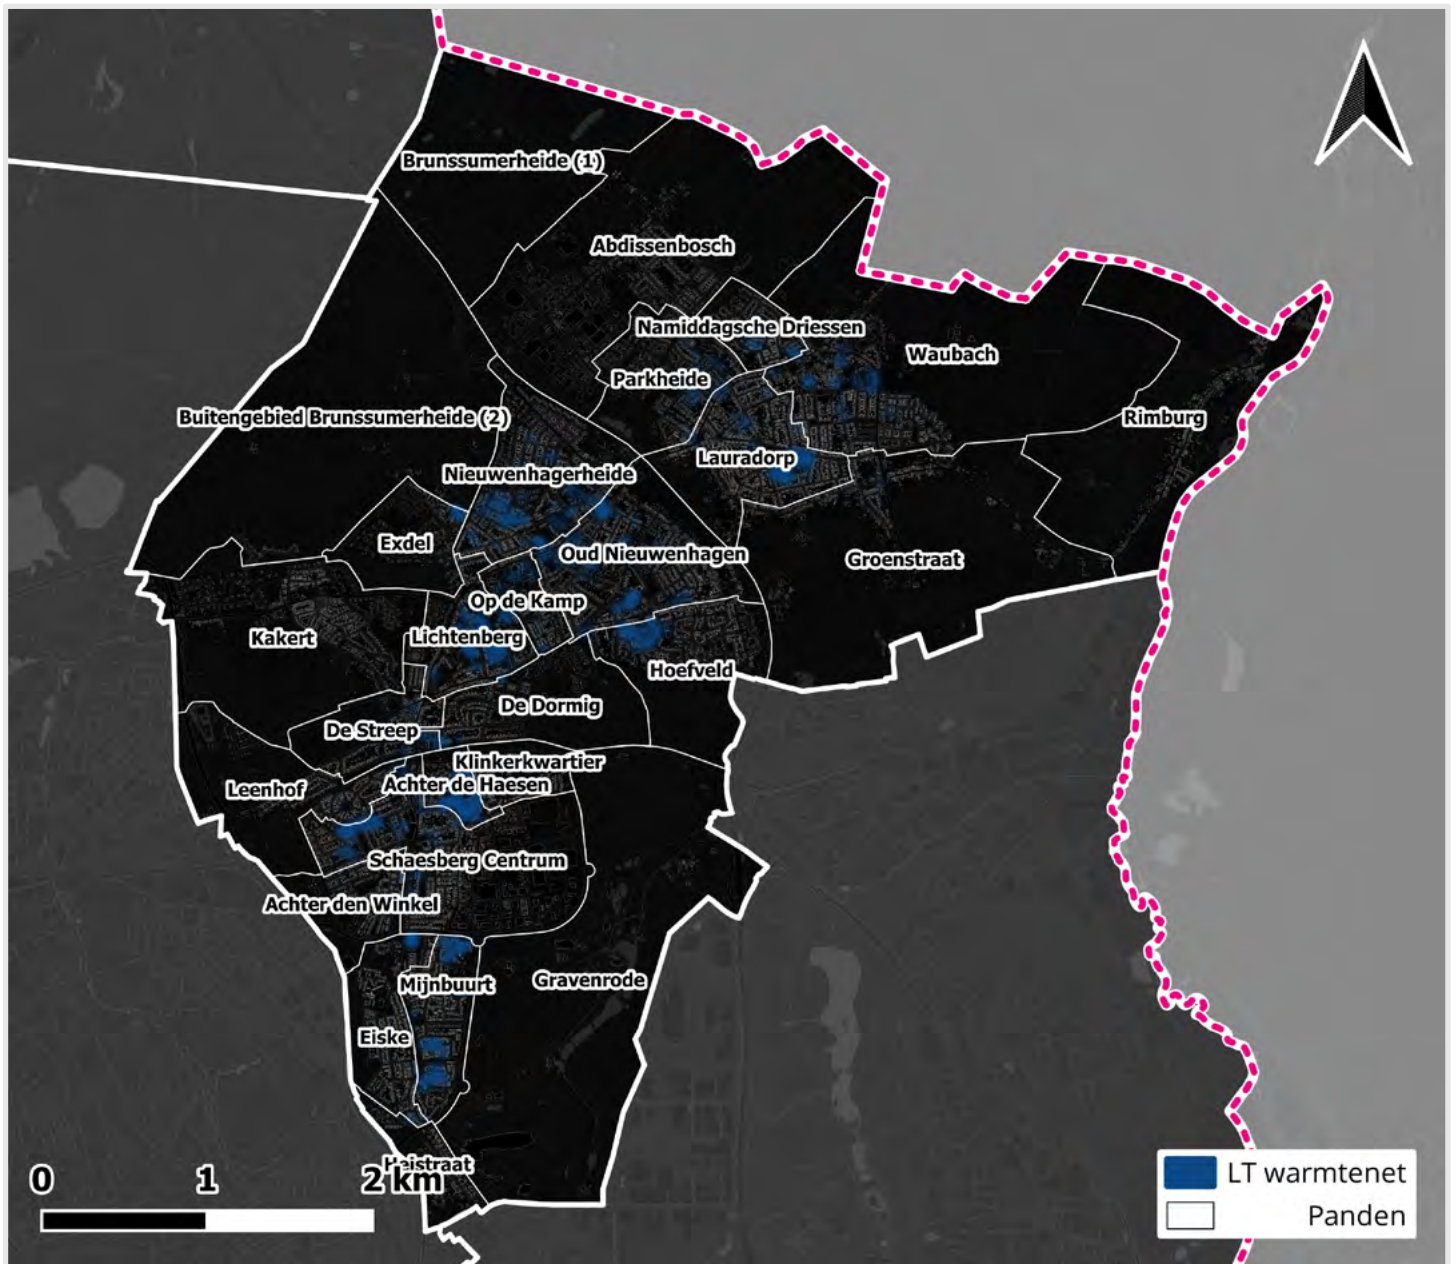 Brunssumerheide (1)
Abdissenbosch
Namiddagsche Driessen
Waubach
Parkheide
Buitengebied Brunssumerheide (2)
Rimburg
Lauradorp
Nieuwenhagerheide
Exdel
Oud Nieuwenhagen
Groenstraat
Op de Kamp
Lichtenberg
Kakert
Hoefveld
De Dormig
De Streep
Klinkerkwartier
Achter de Haesen
Leenhof
Schaesberg Centrum
Achter den Winkel
Mijnbuurt
Gravenrode
Eiske
Heistraat
0 1 2 km
LT warmtenet
Panden